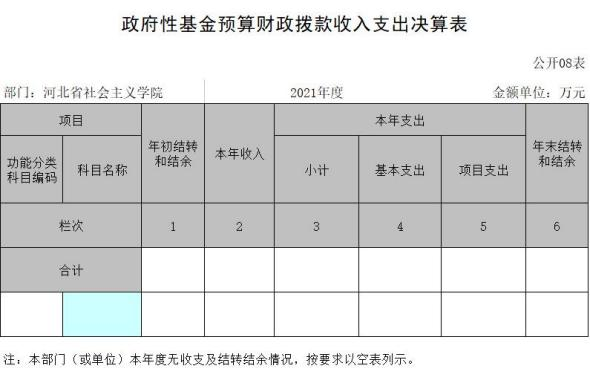 政府性基金预算财政拨款收入支出决算表
公开08表
部门：河北省社会主义学院 2021年度 金额单位：万元
项目 年初结转和结余 本年收入 本年支出 年末结转和结余
功能分类科目编码 科目名称 小计 基本支出 项目支出
栏次 1 2 3 4 5 6
合计
注：本部门（或单位）本年度无收支及结转结余情况，按要求以空表列示。